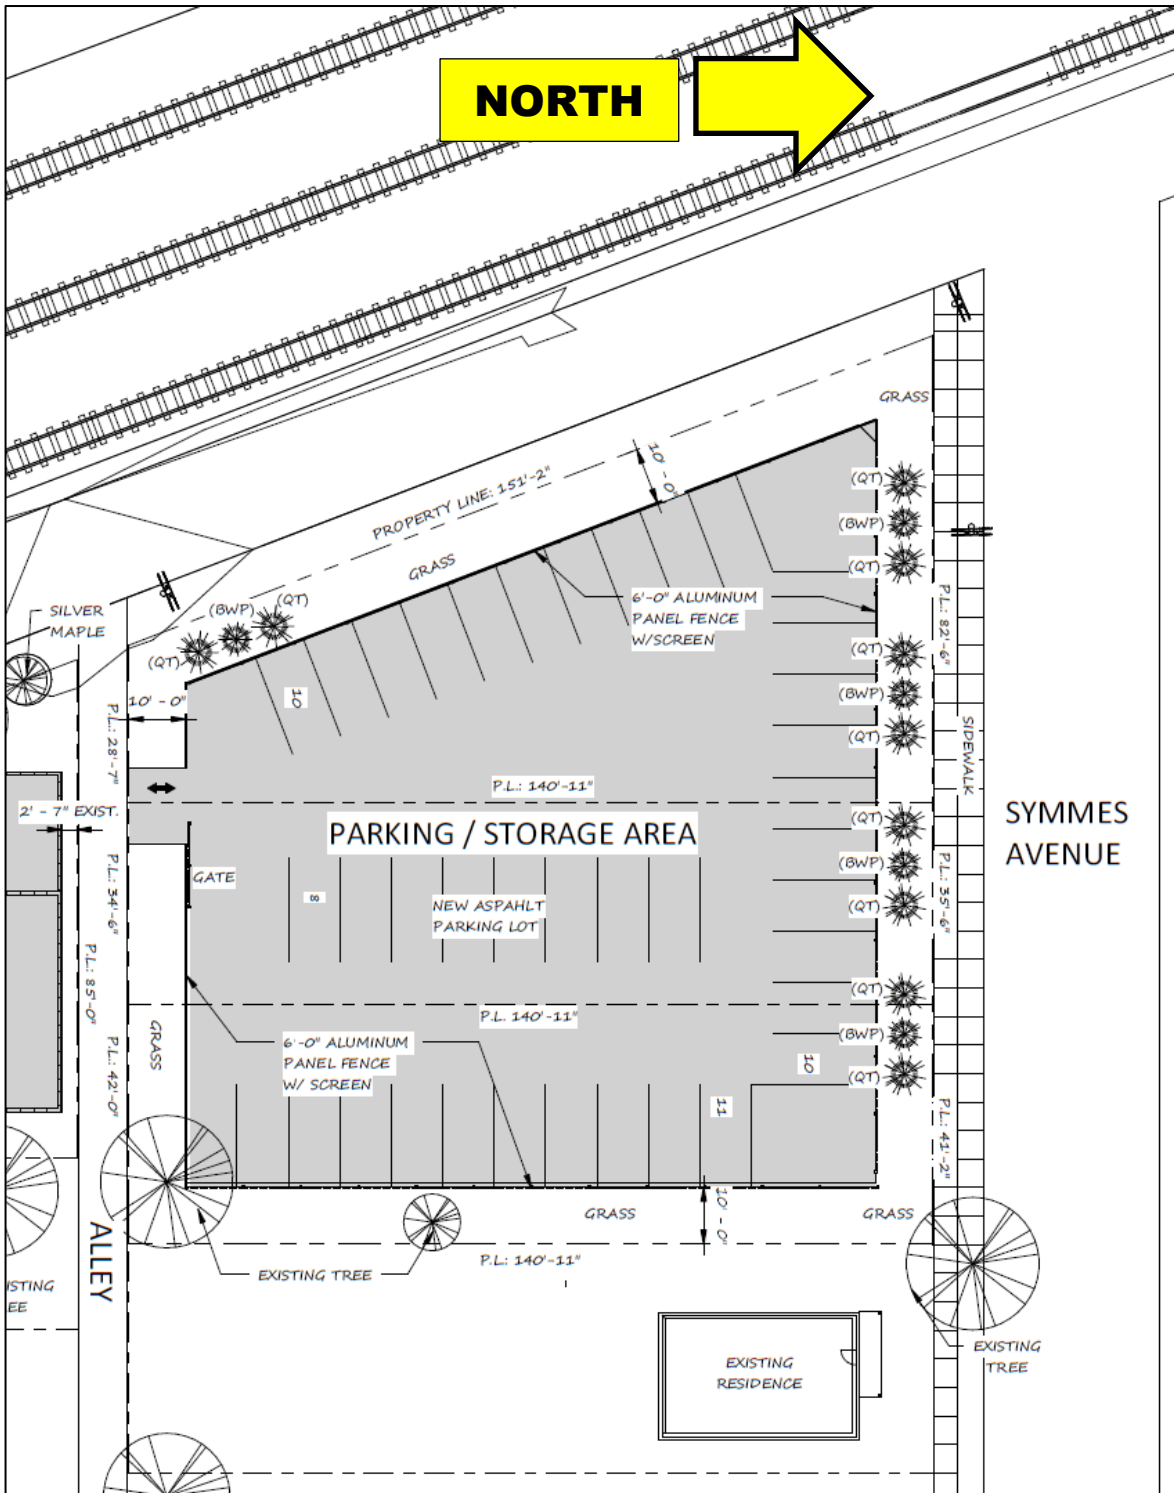 NORTH
GRASS
10' - 0"
PROPERTY LINE: 151'-2"
(QT)
(BWP)
(QT)
GRASS
6'-0" ALUMINUM
PANEL FENCE
W/SCREEN
P.L.: 82'-6"
SILVER
MAPLE
(BWP)
(QT)
(QT)
(QT)
(BWP)
(QT)
10' - 0"
10
P.L.: 28'-7"
SIDEWALK
P.L.: 140'-11"
2' - 7" EXIST.
PARKING / STORAGE AREA
SYMMES
AVENUE
(QT)
(BWP)
(QT)
P.L.: 35'-6"
P.L.: 34'-6"
GATE
8
NEW ASPAHLT
PARKING LOT
P.L.: 85'-0"
(QT)
(BWP)
(QT)
P.L. 140'-11"
GRASS
6'-0" ALUMINUM
PANEL FENCE
W/ SCREEN
P.L.: 42'-0"
10
11
P.L.: 41'-2"
10' - 0"
GRASS
GRASS
ALLEY
P.L.: 140'-11"
EXISTING TREE
ISTING
EE
EXISTING
RESIDENCE
EXISTING
TREE